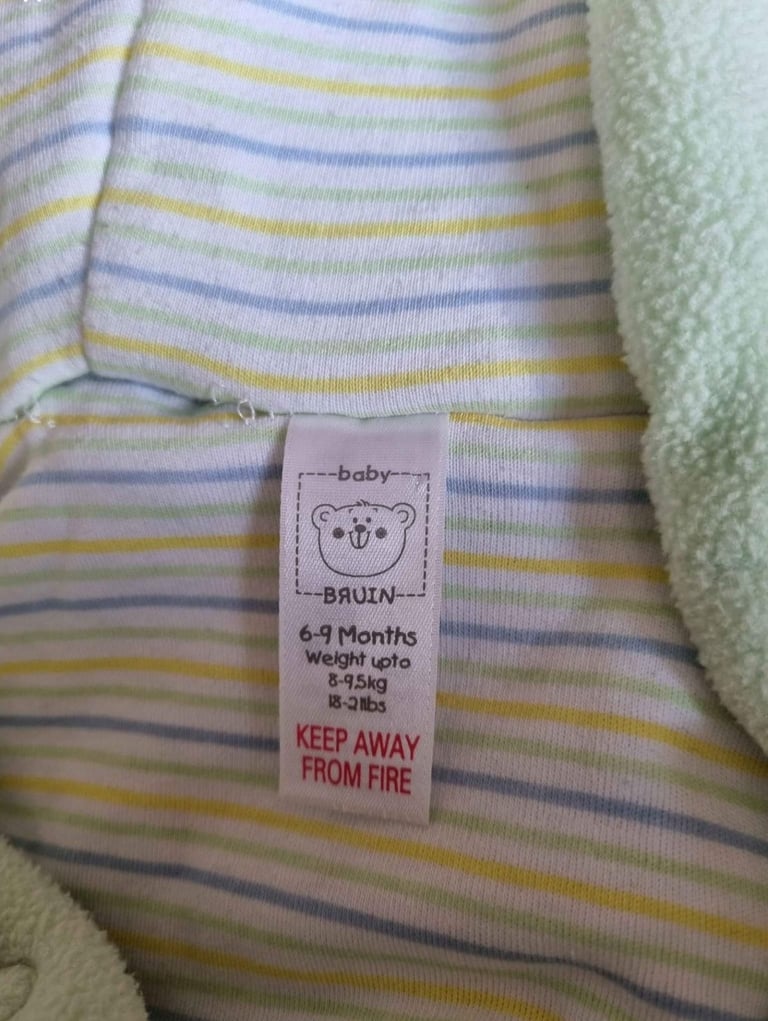 baby
BRUIN
6-9 Months
Weight upto
8-9.5kg
18-21lbs
KEEP AWAY
FROM FIRE